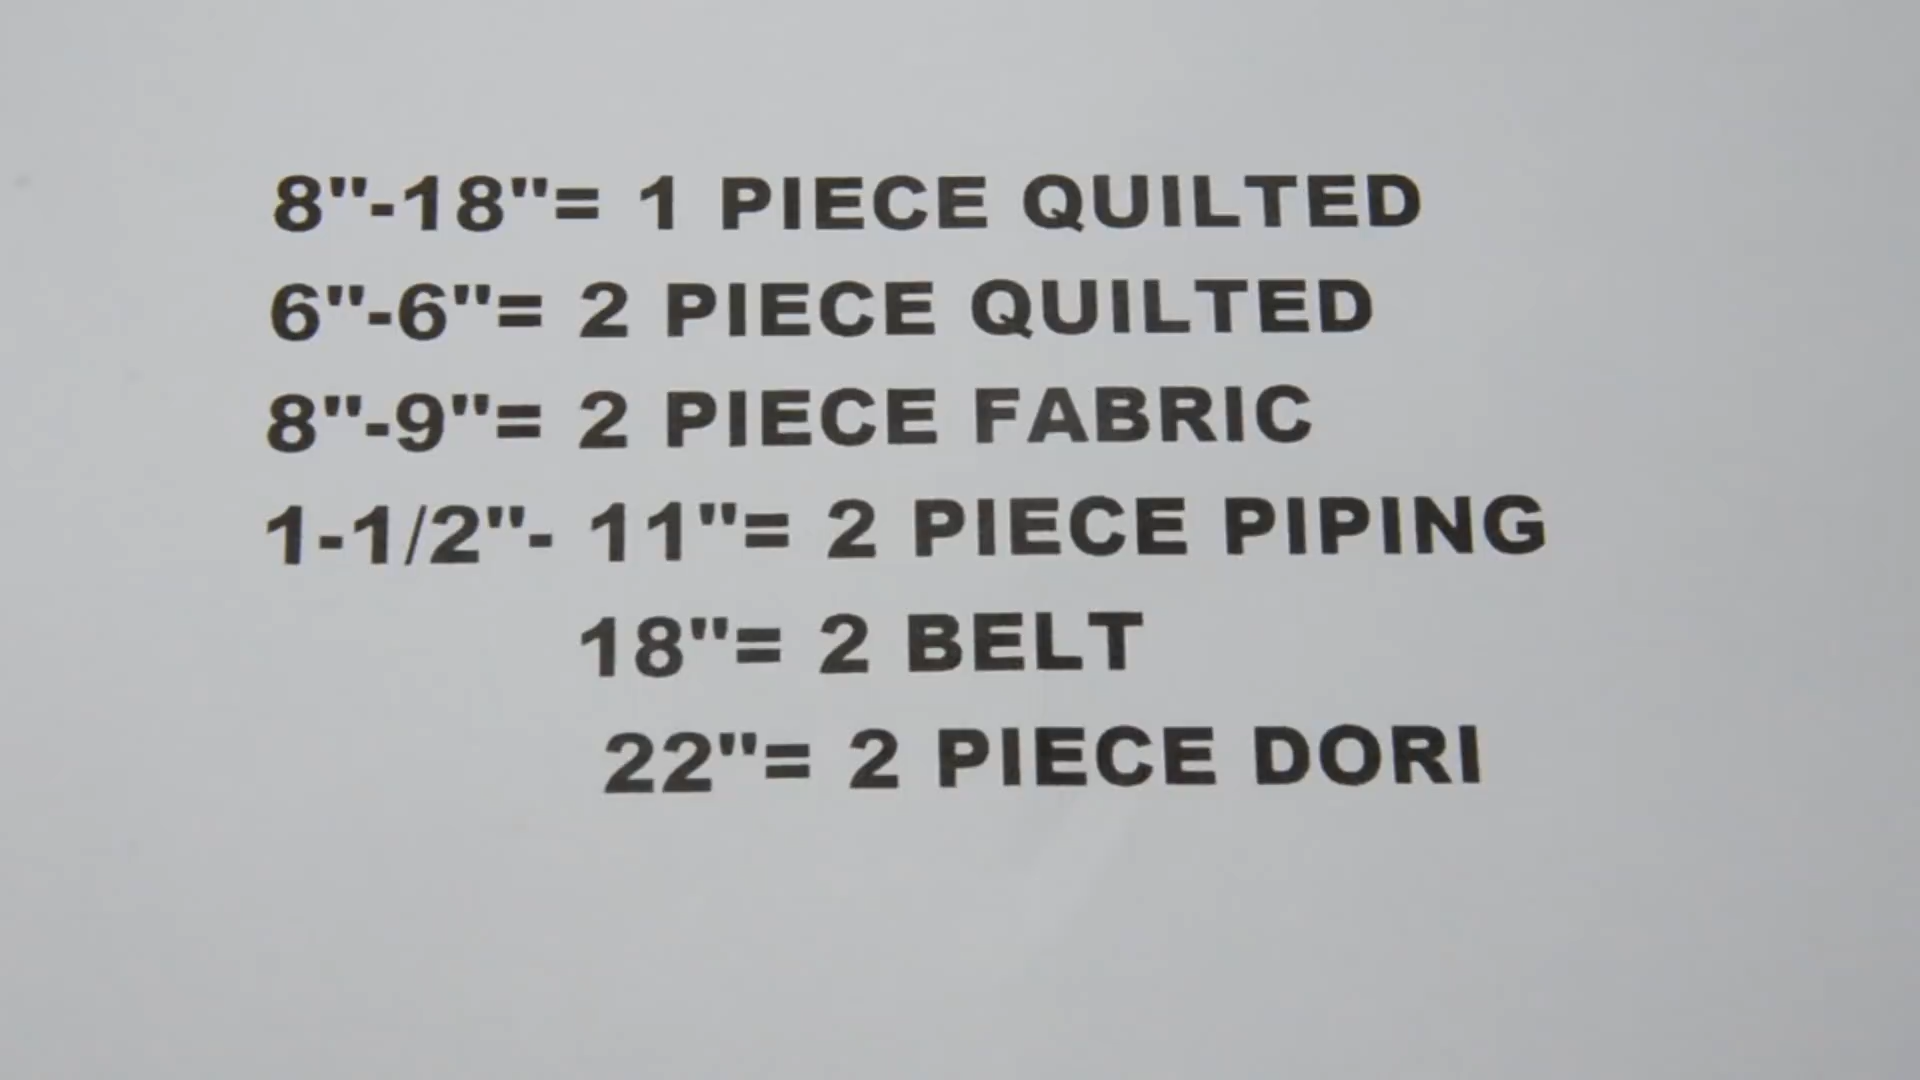 8"-18"= 1 PIECE QUILTED
6"-6"= 2 PIECE QUILTED
8"-9"= 2 PIECE FABRIC
1-1/2"- 11"= 2 PIECE PIPING
18"= 2 BELT
22"= 2 PIECE DORI